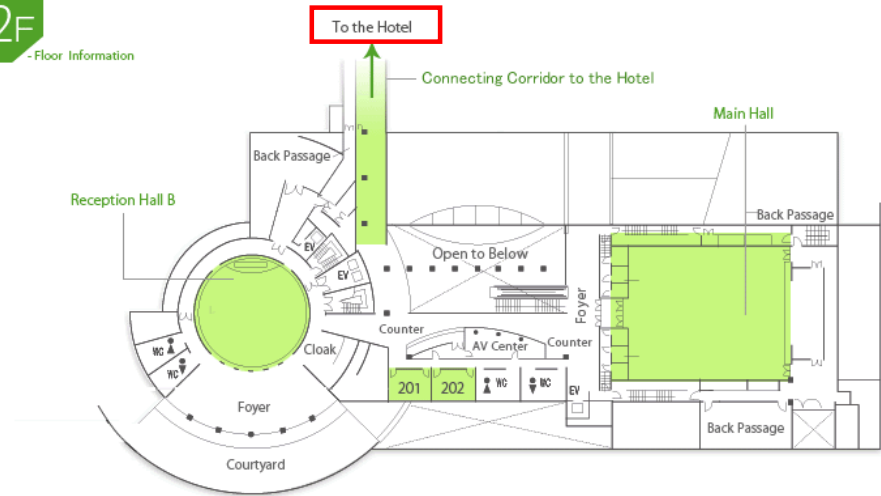 2F
- Floor Information
To the Hotel
Connecting Corridor to the Hotel
Main Hall
Back Passage
Reception Hall B
Back Passage
EV
Open to Below
EV
Foyer
Counter
Counter
AV Center
Cloak
WC
WC
201
202
WC
WC
EV
Foyer
Back Passage
Courtyard